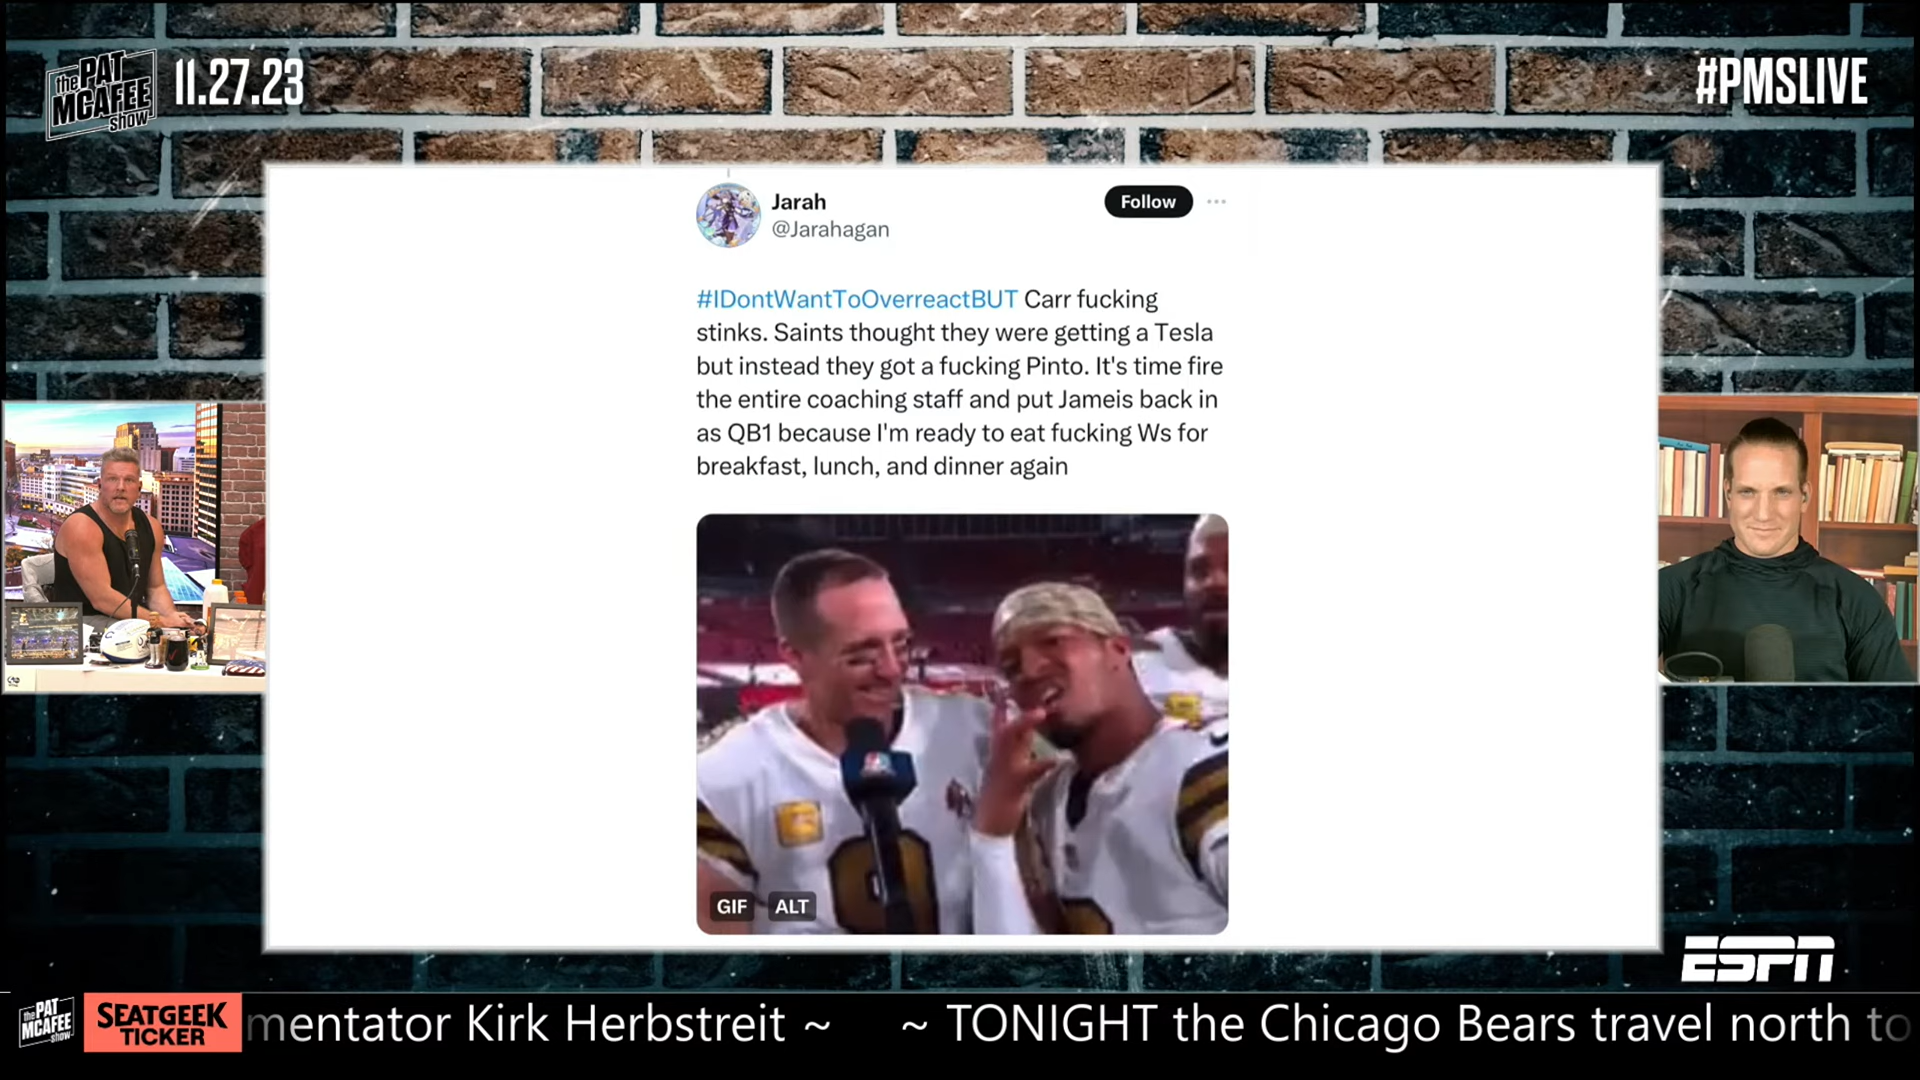 the PAT
MCAFEE
show
11.27.23
#PMSLIVE
Jarah
@Jarahagan
Follow
#IDontWantToOverreactBUT Carr fucking
stinks. Saints thought they were getting a Tesla
but instead they got a fucking Pinto. It's time fire
the entire coaching staff and put Jameis back in
as QB1 because I'm ready to eat fucking Ws for
breakfast, lunch, and dinner again
GIF ALT
ESPN
the PAT
MCAFEE
show
SEATGEEK
TICKER
mentator Kirk Herbstreit ~ ~ TONIGHT the Chicago Bears travel north to